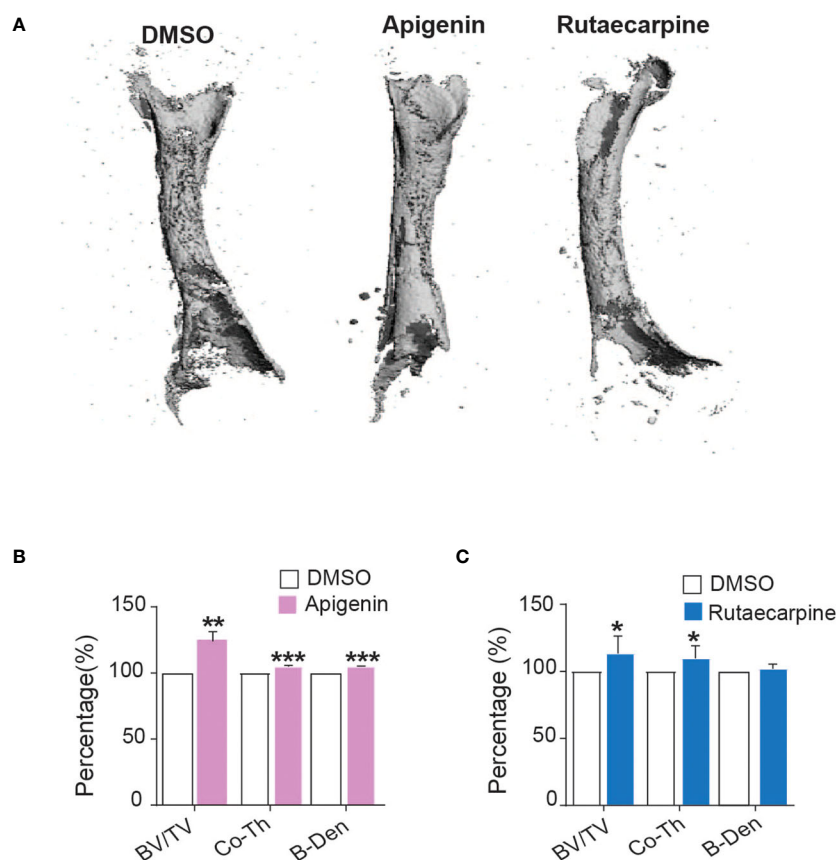 A
DMSO
Apigenin
Rutaecarpine
B
DMSO
Apigenin
Percentage(%)
150
100
50
0
**
***
***
BV/TV
Co-Th
B-Den
C
DMSO
Rutaecarpine
Percentage (%)
150
100
50
0
*
*
BV/TV
Co-Th
B-Den